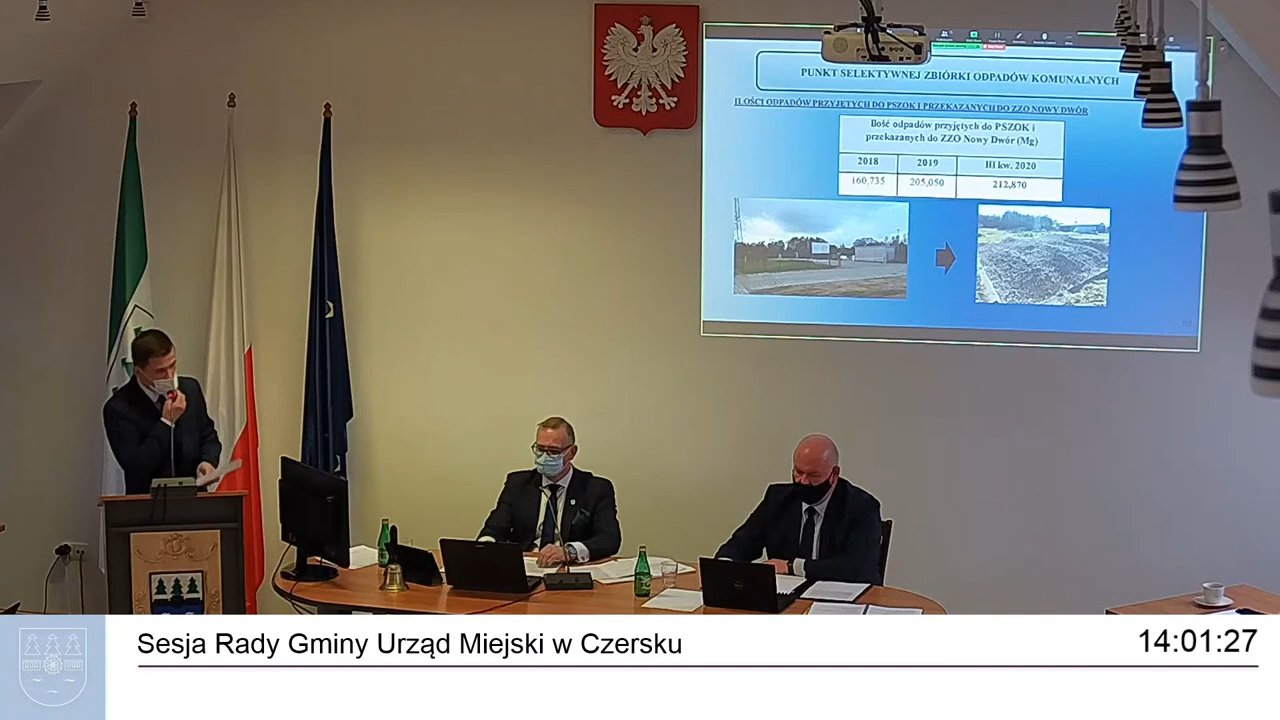 PUNKT SELEKTYWNEJ ZBIÓRKI ODPADÓW KOMUNALNYCH
ILOŚCI ODPADÓW PRZYJĘTYCH DO PSZOK I PRZEKAZANYCH DO ZZO NOWY DWÓR
Ilość odpadów przyjętych do PSZOK i
przekazanych do ZZO Nowy Dwór (Mg)
2018 2019 III kw. 2020
160,735 205,050 212,870
Sesja Rady Gminy Urząd Miejski w Czersku
14:01:27